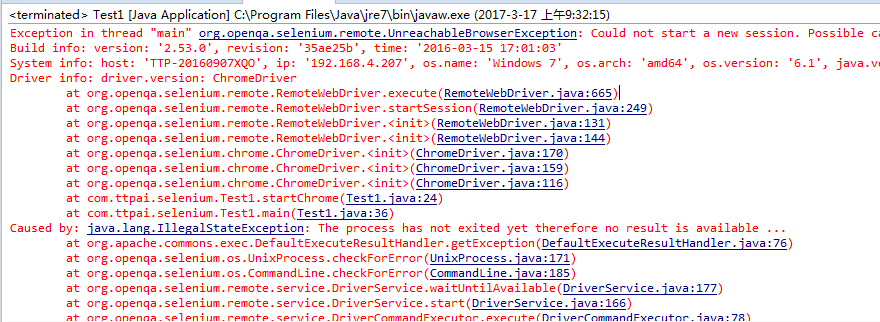 <terminated> Test1 [Java Application] C:\Program Files\Java\jre7\bin\javaw.exe (2017-3-17 上午9:32:15)
Exception in thread "main" org.openqa.selenium.remote.UnreachableBrowserException: Could not start a new session. Possible ca
Build info: version: '2.53.0', revision: '35ae25b', time: '2016-03-15 17:01:03'
System info: host: 'TTP-20160907XQO', ip: '192.168.4.207', os.name: 'Windows 7', os.arch: 'amd64', os.version: '6.1', java.ve
Driver info: driver.version: ChromeDriver
at org.openqa.selenium.remote.RemoteWebDriver.execute(RemoteWebDriver.java:665)
at org.openqa.selenium.remote.RemoteWebDriver.startSession(RemoteWebDriver.java:249)
at org.openqa.selenium.remote.RemoteWebDriver.<init>(RemoteWebDriver.java:131)
at org.openqa.selenium.remote.RemoteWebDriver.<init>(RemoteWebDriver.java:144)
at org.openqa.selenium.chrome.ChromeDriver.<init>(ChromeDriver.java:170)
at org.openqa.selenium.chrome.ChromeDriver.<init>(ChromeDriver.java:159)
at org.openqa.selenium.chrome.ChromeDriver.<init>(ChromeDriver.java:116)
at com.ttpai.selenium.Test1.startChrome(Test1.java:24)
at com.ttpai.selenium.Test1.main(Test1.java:36)
Caused by: java.lang.IllegalStateException: The process has not exited yet therefore no result is available ...
at org.apache.commons.exec.DefaultExecuteResultHandler.getException(DefaultExecuteResultHandler.java:76)
at org.openqa.selenium.os.UnixProcess.checkForError(UnixProcess.java:171)
at org.openqa.selenium.os.CommandLine.checkForError(CommandLine.java:185)
at org.openqa.selenium.remote.service.DriverService.waitUntilAvailable(DriverService.java:177)
at org.openqa.selenium.remote.service.DriverService.start(DriverService.java:166)
at org.openqa.selenium.remote.service.DriverCommandExecutor.execute(DriverCommandExecutor.java:78)